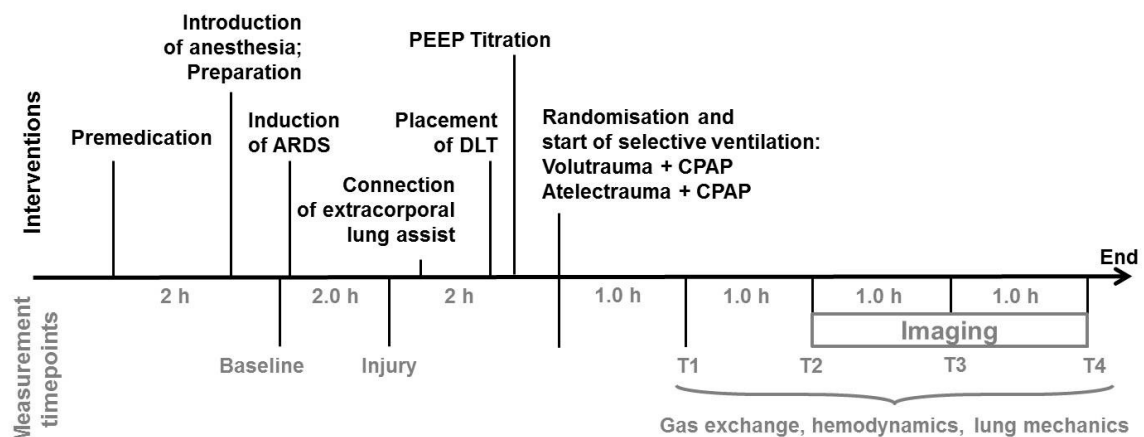 Interventions
Premedication
Introduction
of anesthesia;
Preparation
Induction
of ARDS
Connection
of extracorporal
lung assist
Placement
of DLT
PEEP Titration
Randomisation and
start of selective ventilation:
Volutrauma + CPAP
Atelectrauma + CPAP
End
2 h
2.0 h
2 h
1.0 h
1.0 h
1.0 h
1.0 h
Measurement
timepoints
Baseline
Injury
Imaging
T1
T2
T3
T4
Gas exchange, hemodynamics, lung mechanics